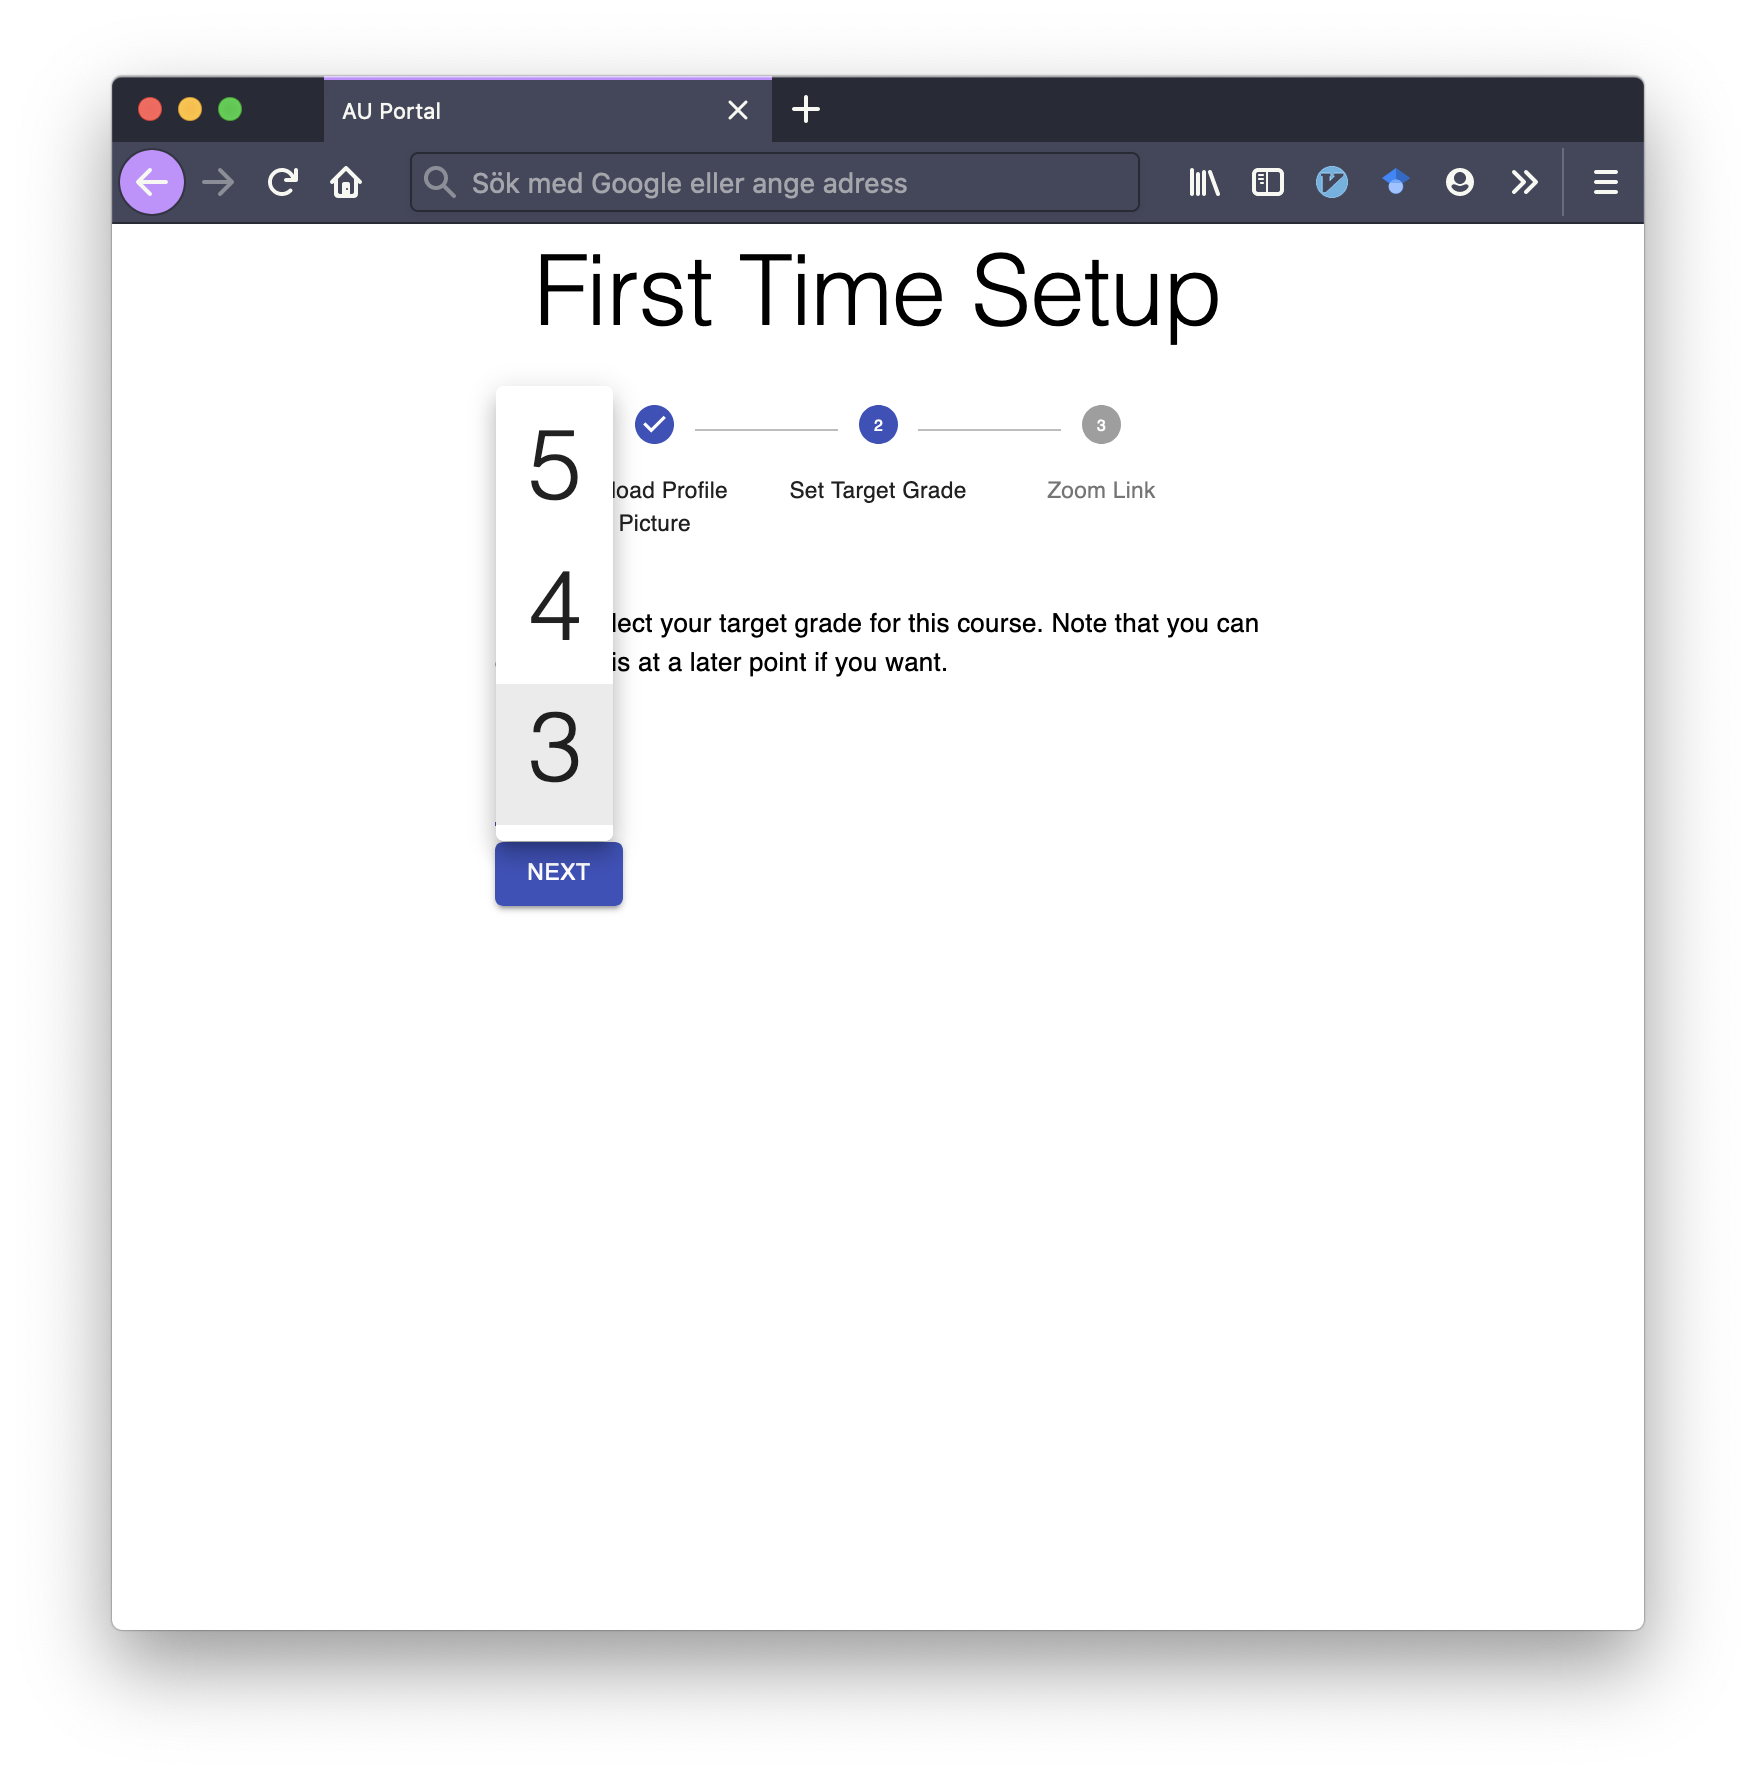 AU Portal
Sök med Google eller ange adress
First Time Setup
2
3
load Profile
Picture
Set Target Grade
Zoom Link
5
4
3
lect your target grade for this course. Note that you can
is at a later point if you want.
NEXT